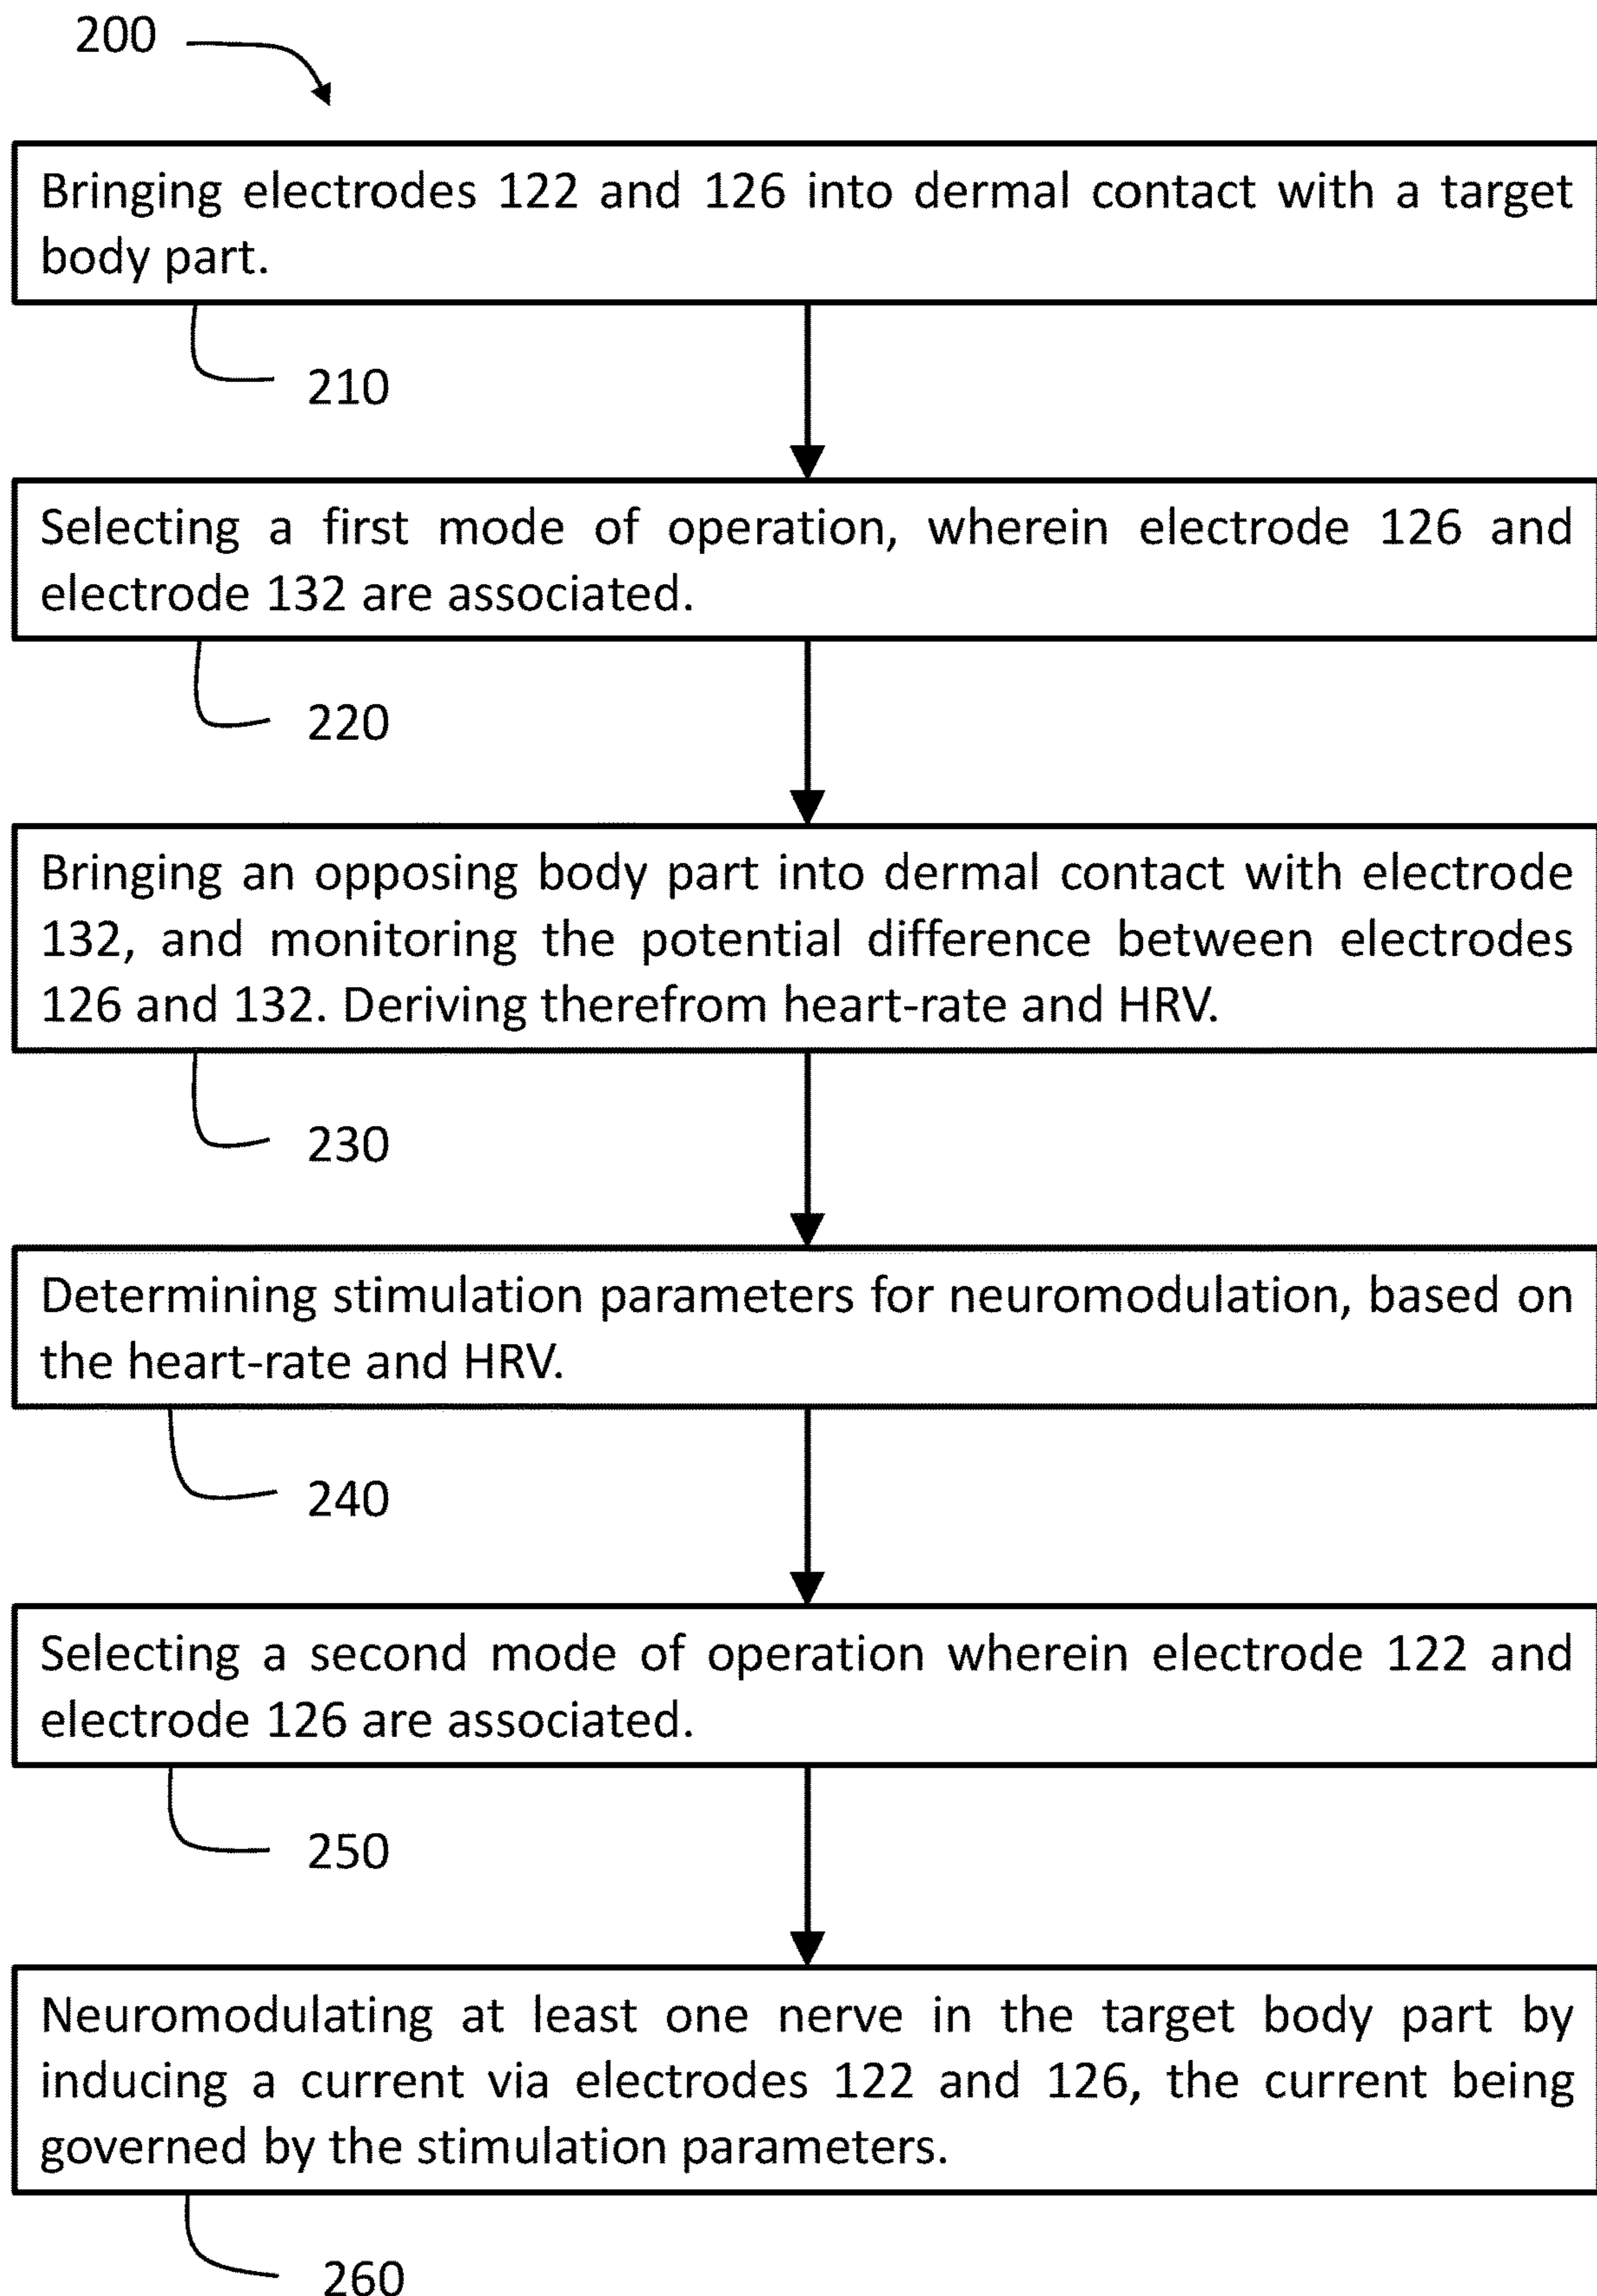 200
Bringing electrodes 122 and 126 into dermal contact with a target
body part.
210
Selecting a first mode of operation, wherein electrode 126 and
electrode 132 are associated.
220
Bringing an opposing body part into dermal contact with electrode
132, and monitoring the potential difference between electrodes
126 and 132. Deriving therefrom heart-rate and HRV.
230
Determining stimulation parameters for neuromodulation, based on
the heart-rate and HRV.
240
Selecting a second mode of operation wherein electrode 122 and
electrode 126 are associated.
250
Neuromodulating at least one nerve in the target body part by
inducing a current via electrodes 122 and 126, the current being
governed by the stimulation parameters.
260